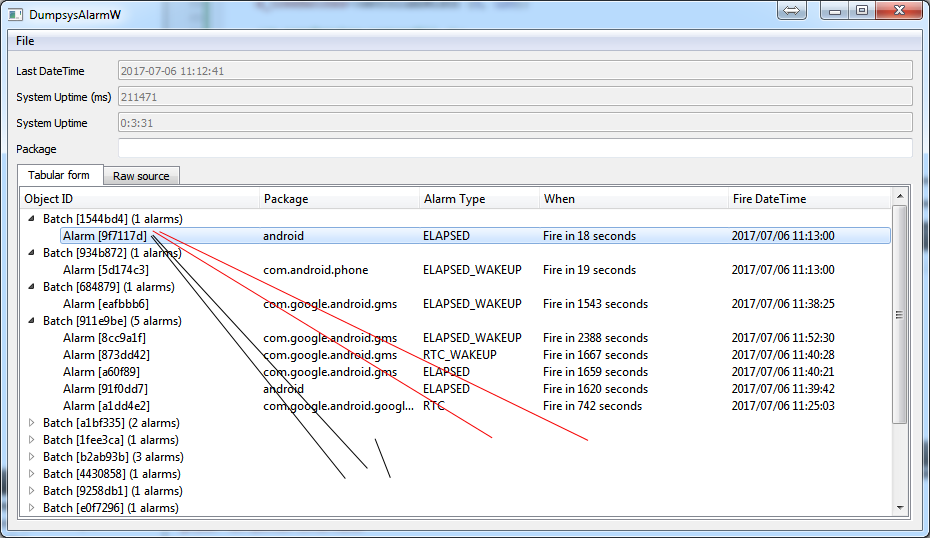 DumpsysAlarmW
File
Last DateTime 2017-07-06 11:12:41
System Uptime (ms) 211471
System Uptime 0:3:31
Package
Tabular form Raw source
Object ID Package Alarm Type When Fire DateTime
Batch [1544bd4] (1 alarms)
Alarm [9f7117d] android ELAPSED Fire in 18 seconds 2017/07/06 11:13:00
Batch [934b872] (1 alarms)
Alarm [5d174c3] com.android.phone ELAPSED_WAKEUP Fire in 19 seconds 2017/07/06 11:13:00
Batch [684879] (1 alarms)
Alarm [eafbbb6] com.google.android.gms ELAPSED_WAKEUP Fire in 1543 seconds 2017/07/06 11:38:25
Batch [911e9be] (5 alarms)
Alarm [8cc9a1f] com.google.android.gms ELAPSED_WAKEUP Fire in 2388 seconds 2017/07/06 11:52:30
Alarm [873dd42] com.google.android.gms RTC_WAKEUP Fire in 1667 seconds 2017/07/06 11:40:28
Alarm [a60f89] com.google.android.gms ELAPSED Fire in 1659 seconds 2017/07/06 11:40:21
Alarm [91f0dd7] android ELAPSED Fire in 1620 seconds 2017/07/06 11:39:42
Alarm [a1dd4e2] com.google.android.googl... RTC Fire in 742 seconds 2017/07/06 11:25:03
Batch [a1bf335] (2 alarms)
Batch [1fee3ca] (1 alarms)
Batch [b2ab93b] (3 alarms)
Batch [4430858] (1 alarms)
Batch [9258db1] (1 alarms)
Batch [e0f7296] (1 alarms)